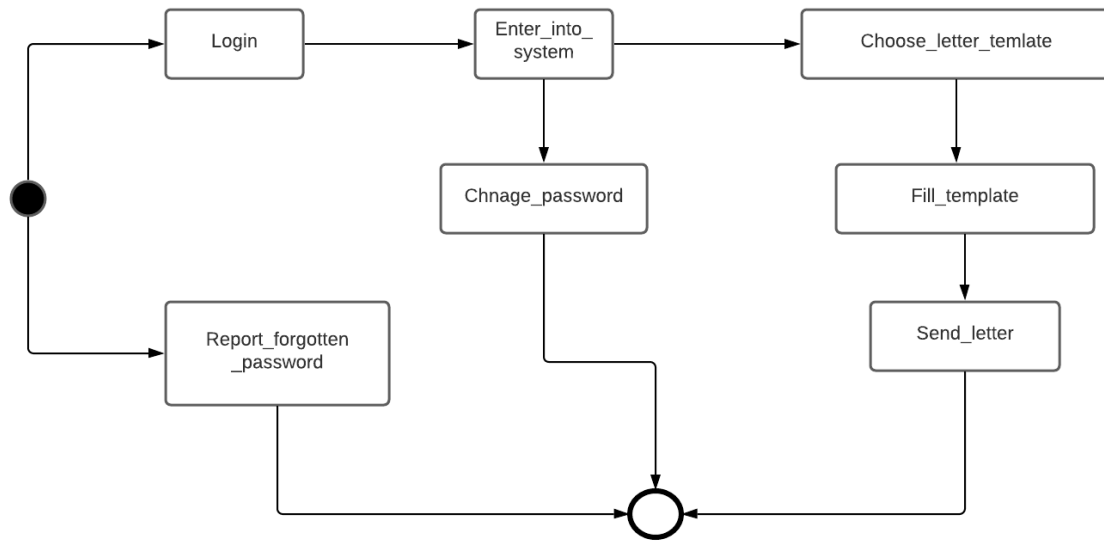 Login
Enter_into_
system
Choose_letter_temlate
Chnage_password
Fill_template
Report_forgotten
_password
Send_letter